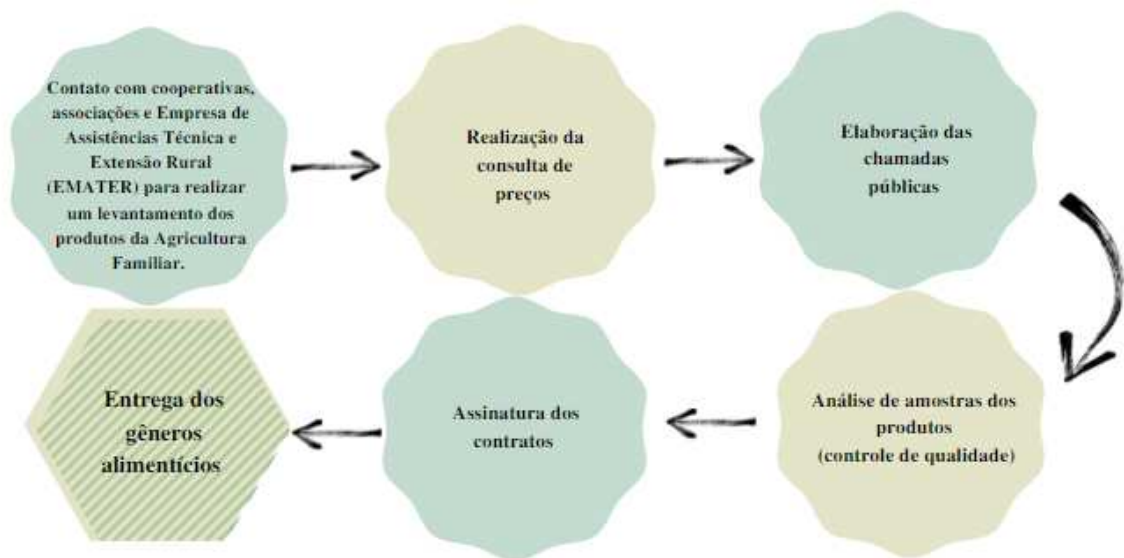 Contato com cooperativas,
associações e Empresa de
Assistências Técnica e
Extensão Rural
(EMATER) para realizar
um levantamento dos
produtos da Agricultura
Familiar.
Realização da
consulta de
preços
Elaboração das
chamadas
públicas
Análise de amostras dos
produtos
(controle de qualidade)
Assinatura dos
contratos
Entrega dos
gêneros
alimentícios